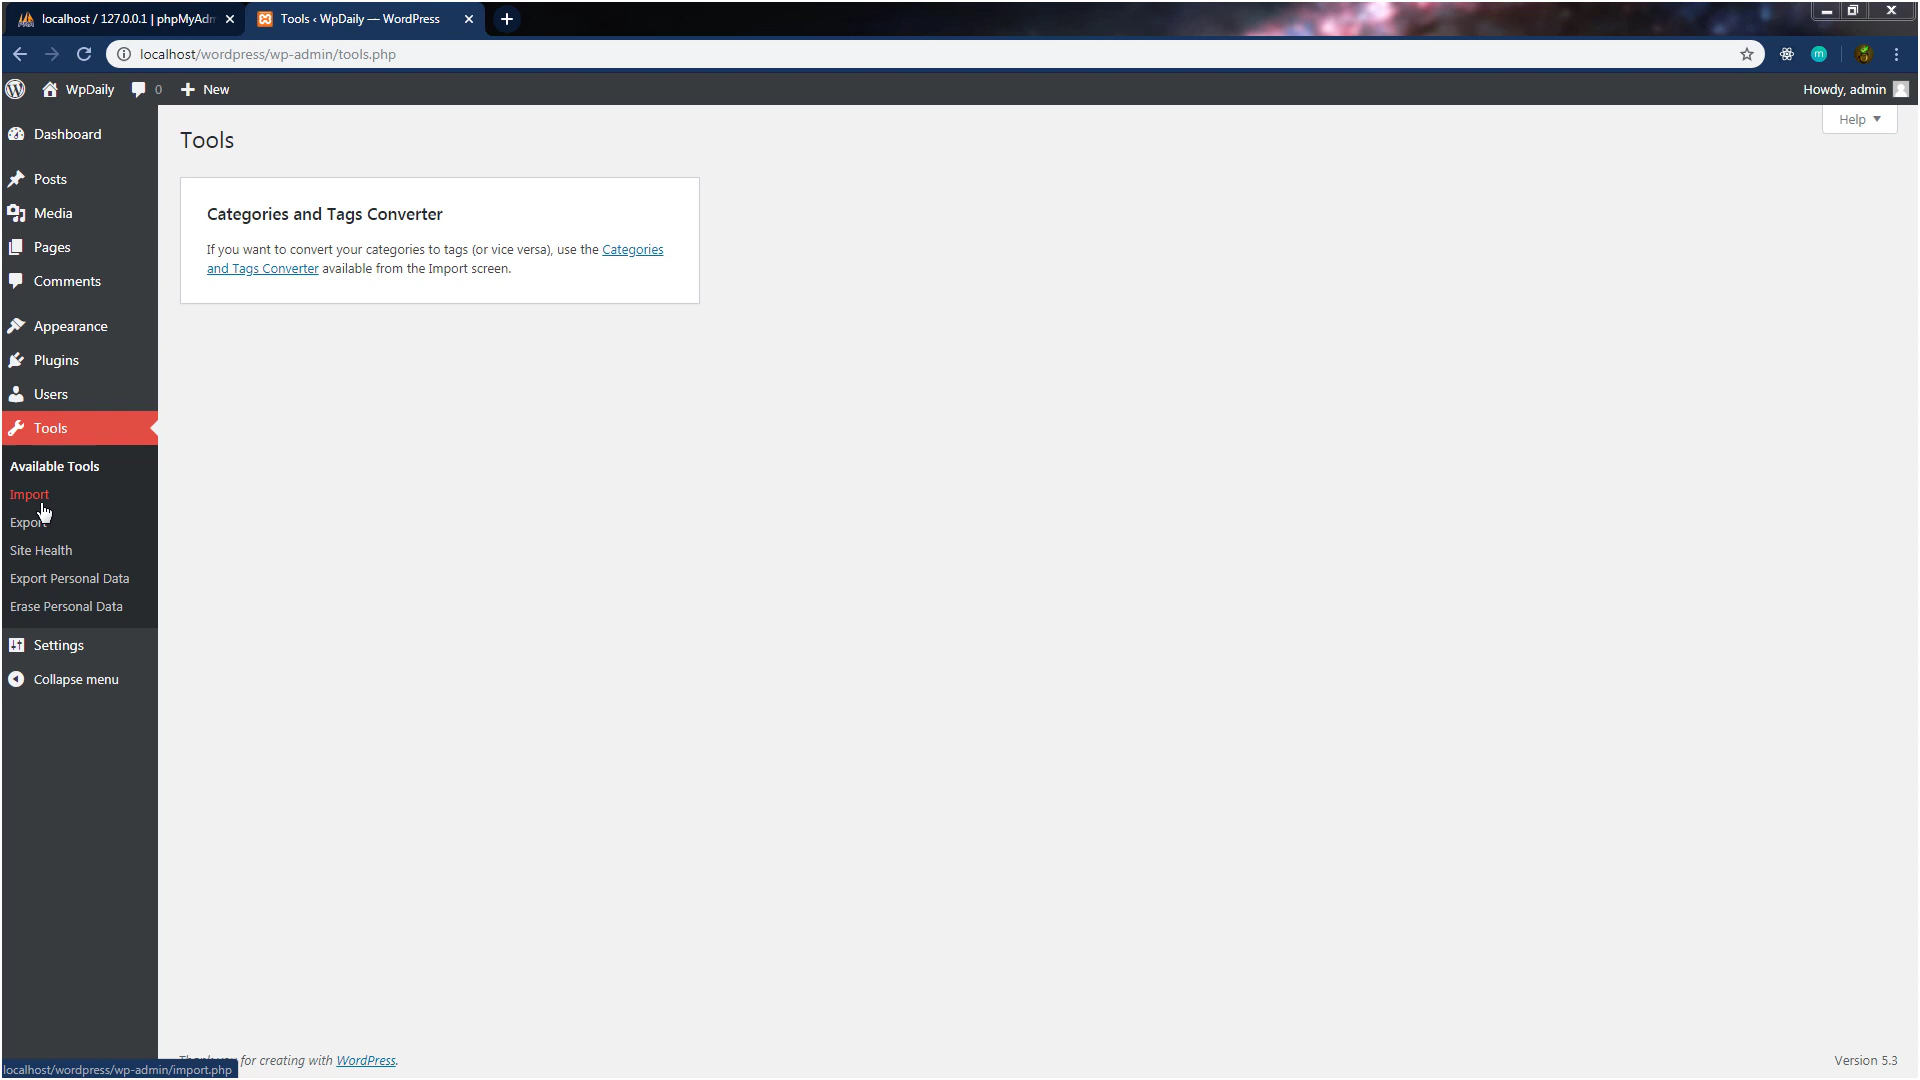 localhost / 127.0.0.1 | phpMyAdm
Tools ‹ WpDaily — WordPress
localhost/wordpress/wp-admin/tools.php
m
WpDaily
0
New
Howdy, admin
Help
Dashboard
Posts
Media
Pages
Comments
Appearance
Plugins
Users
Tools
Available Tools
Import
Export
Site Health
Export Personal Data
Erase Personal Data
Settings
Collapse menu
Tools
Categories and Tags Converter
If you want to convert your categories to tags (or vice versa), use the Categories
and Tags Converter available from the Import screen.
for creating with WordPress.
Version 5.3
localhost/wordpress/wp-admin/import.php